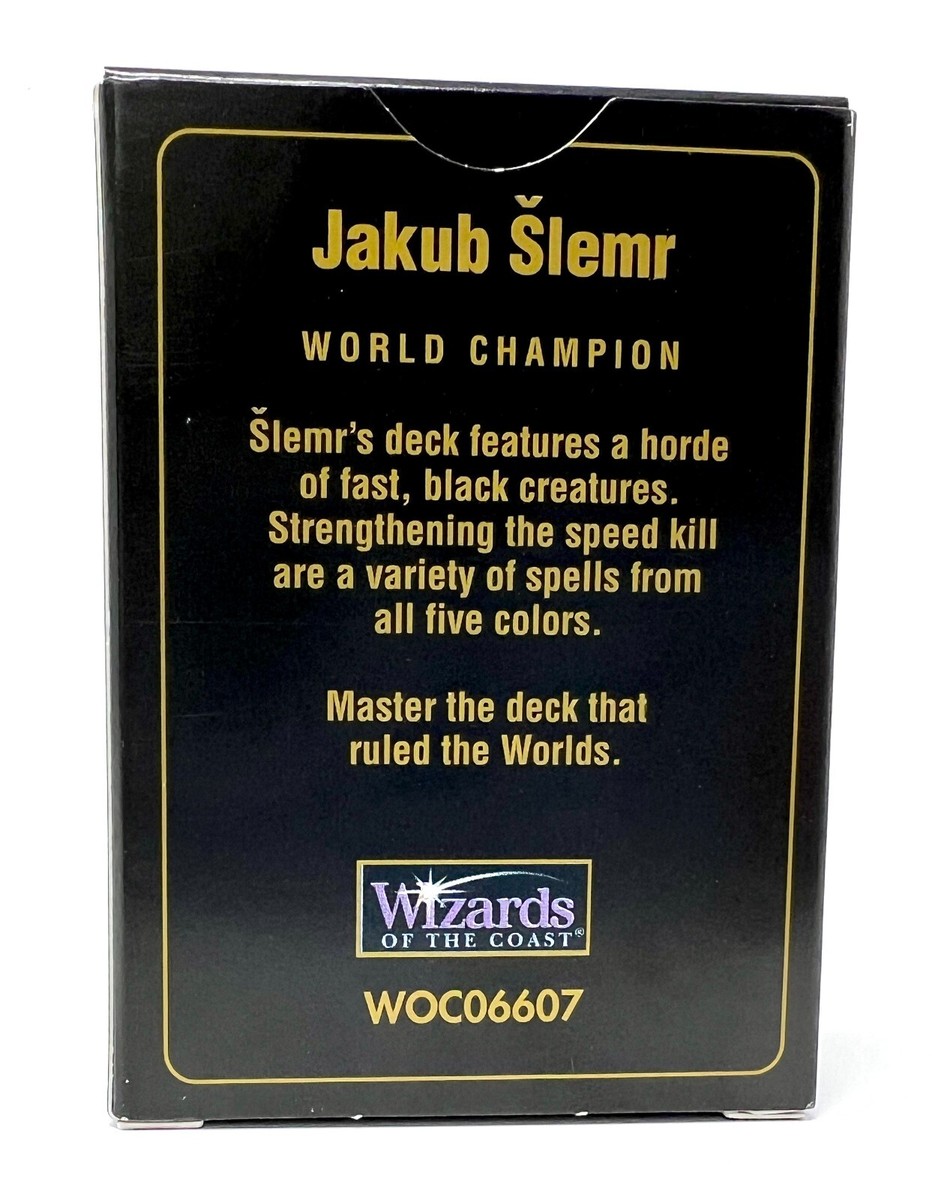 Jakub Šlemr
WORLD CHAMPION
Šlemr's deck features a horde
of fast, black creatures.
Strengthening the speed kill
are a variety of spells from
all five colors.
Master the deck that
ruled the Worlds.
Wizards
OF THE COAST®
WOC06607